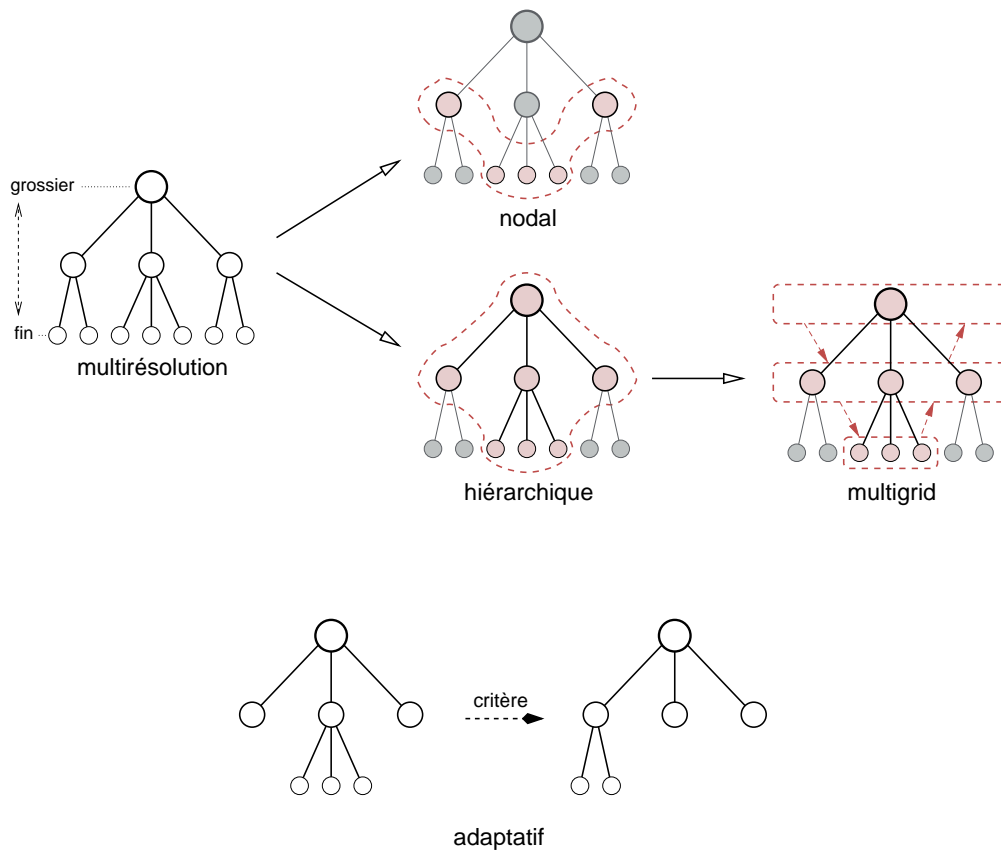 grossier
fin
multirésolution
nodal
hiérarchique
multigrid
critère
adaptatif